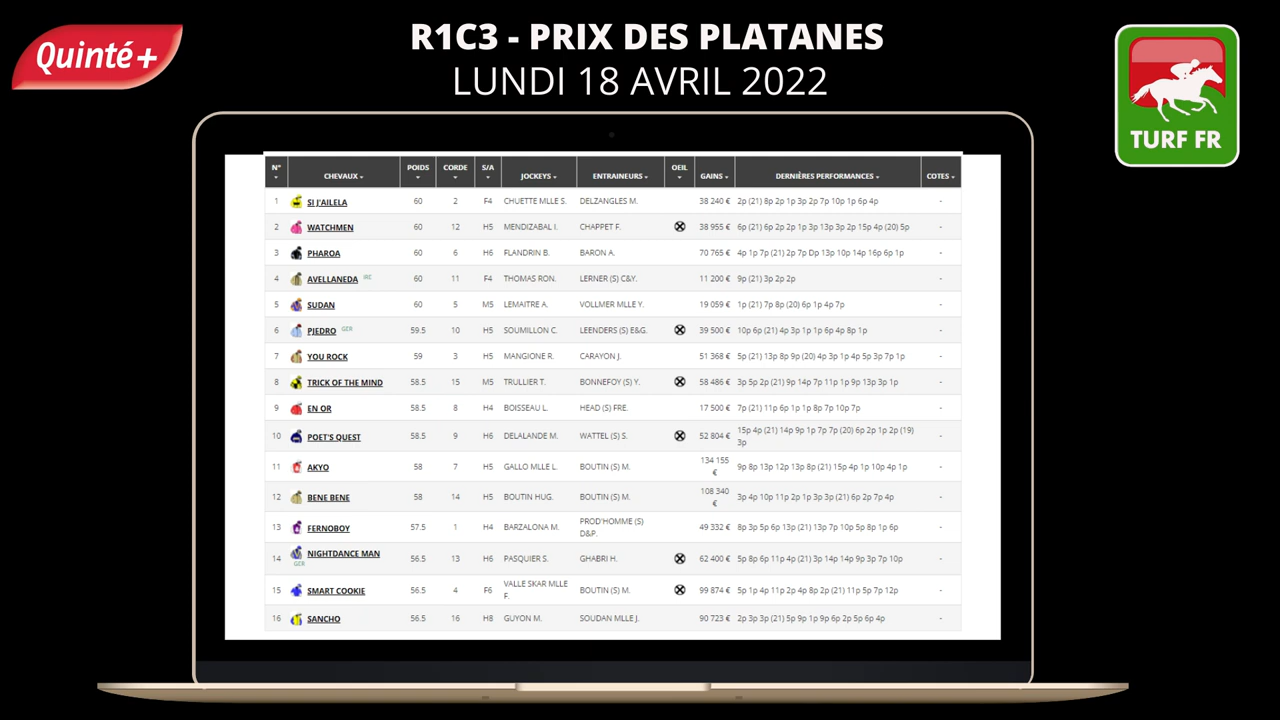 Quinté+
R1C3 - PRIX DES PLATANES
LUNDI 18 AVRIL 2022
TURF FR
N° CHEVAUX POIDS CORDE S/A JOCKEYS ENTRAINEURS OEIL GAINS DERNIÈRES PERFORMANCES COTES
1 SI J'AILELA 60 2 F4 CHUETTE MLLE S. DELZANGLES M. 38 240 € 2p (21) 8p 2p 1p 3p 2p 7p 10p 1p 6p 4p -
2 WATCHMEN 60 12 H5 MENDIZABAL I. CHAPPET F. 38 955 € 6p (21) 6p 2p 2p 1p 3p 13p 3p 2p 15p 4p (20) 5p -
3 PHAROA 60 6 H6 FLANDRIN B. BARON A. 70 765 € 4p 1p 7p (21) 2p 7p Dp 13p 10p 14p 16p 6p 1p -
4 AVELLANEDA IRE 60 11 F4 THOMAS RON. LERNER (S) C&Y. 11 200 € 9p (21) 3p 2p 2p -
5 SUDAN 60 5 M5 LEMAITRE A. VOLLMER MLLE Y. 19 059 € 1p (21) 7p 8p (20) 6p 1p 4p 7p -
6 PJEDRO GER 59.5 10 H5 SOUMILLON C. LEENDERS (S) E&G. 39 500 € 10p 6p (21) 4p 3p 1p 1p 6p 4p 8p 1p -
7 YOU ROCK 59 3 H5 MANGIONE R. CARAYON J. 51 368 € 5p (21) 13p 8p 9p (20) 4p 3p 1p 4p 5p 3p 7p 1p -
8 TRICK OF THE MIND 58.5 15 M5 TRULLIER T. BONNEFOY (S) Y. 58 486 € 3p 5p 2p (21) 9p 14p 7p 11p 1p 9p 13p 3p 1p -
9 EN OR 58.5 8 H4 BOISSEAU L. HEAD (S) FRE. 17 500 € 7p (21) 11p 6p 1p 1p 8p 7p 10p 7p -
10 POET'S QUEST 58.5 9 H6 DELALANDE M. WATTEL (S) S. 52 804 € 15p 4p (21) 14p 9p 1p 7p 7p (20) 6p 2p 1p 2p (19)
3p -
11 AKYO 58 7 H5 GALLO MLLE L. BOUTIN (S) M. 134 155
€ 9p 8p 13p 12p 13p 8p (21) 15p 4p 1p 10p 4p 1p -
12 BENE BENE 58 14 H5 BOUTIN HUG. BOUTIN (S) M. 108 340
€ 3p 4p 10p 11p 2p 1p 3p 3p (21) 6p 2p 7p 4p -
13 FERNOBOY 57.5 1 H4 BARZALONA M. PROD'HOMME (S)
D&P. 49 332 € 8p 3p 5p 6p 13p (21) 13p 7p 10p 5p 8p 1p 6p -
14 NIGHTDANCE MAN
GER 56.5 13 H6 PASQUIER S. GHABRI H. 62 400 € 5p 8p 6p 11p 4p (21) 3p 14p 14p 9p 3p 7p 10p -
15 SMART COOKIE 56.5 4 F6 VALLE SKAR MLLE
F. BOUTIN (S) M. 99 874 € 5p 1p 4p 11p 2p 4p 8p 2p (21) 11p 5p 7p 12p -
16 SANCHO 56.5 16 H8 GUYON M. SOUDAN MLLE J. 90 723 € 2p 3p 3p (21) 5p 9p 1p 9p 6p 2p 5p 6p 4p -